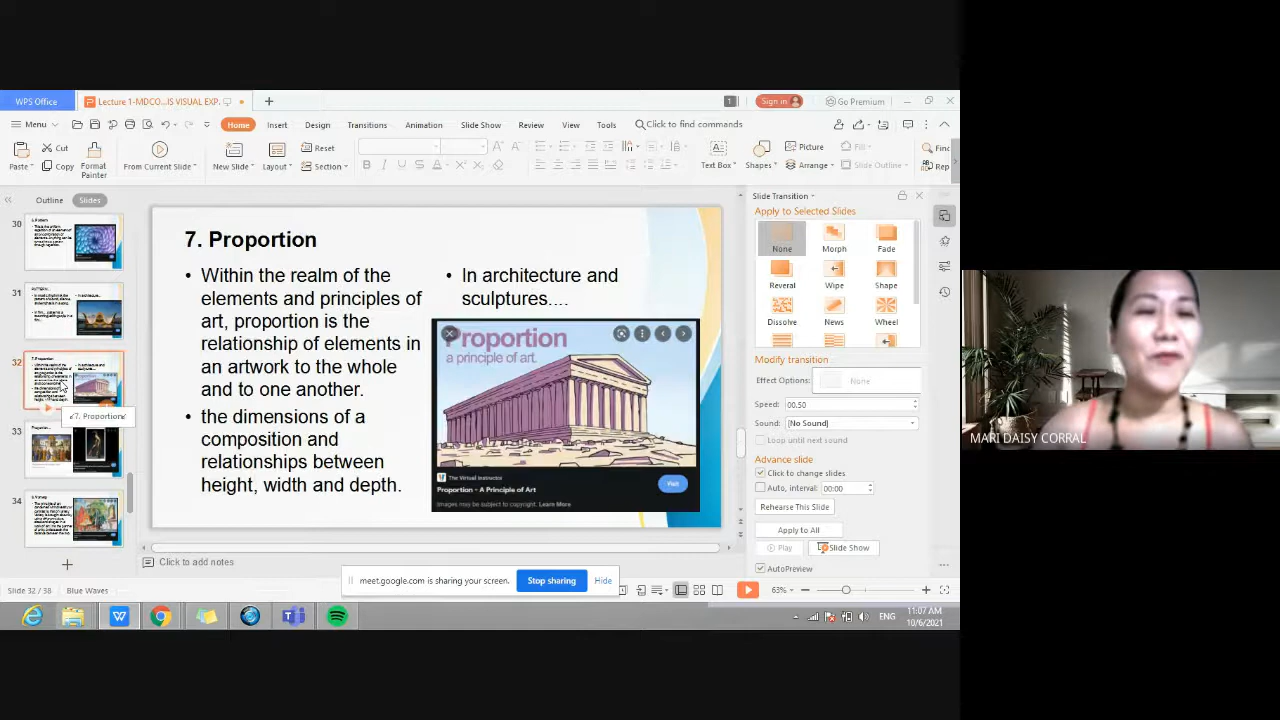 WPS Office
Lecture 1-MDCO...IS VISUAL EXP.
1
Sign in
Go Premium
Menu
Home
Insert
Design
Transitions
Animation
Slide Show
Review
View
Tools
Click to find commands
Paste
Cut
Copy
Format
Painter
From Current Slide
New Slide
Layout
Reset
Section
Text Box
Shapes
Picture
Arrange
Fill
Slide Outline
Find
Rep
Outline
Slides
30
31
32
7. Proportion
33
34
7. Proportion
• Within the realm of the
elements and principles of
art, proportion is the
relationship of elements in
an artwork to the whole
and to one another.
• the dimensions of a
composition and
relationships between
height, width and depth.
• In architecture and
sculptures....
Proportion
a principle of art.
The Virtual Instructor
Proportion - A Principle of Art
Visit
Images may be subject to copyright. Learn More
Slide Transition
Apply to Selected Slides
None
Morph
Fade
Reveral
Wipe
Shape
Dissolve
News
Wheel
Modify transition
Effect Options:
None
Speed:
00.50
Sound:
[No Sound]
Loop until next sound
Advance slide
Click to change slides
Auto, interval:
00:00
Rehearse This Slide
Apply to All
Play
Slide Show
AutoPreview
Click to add notes
meet.google.com is sharing your screen.
Stop sharing
Hide
Slide 32 / 38
Blue Waves
63%
ENG
11:07 AM
10/6/2021
MARI DAISY CORRAL